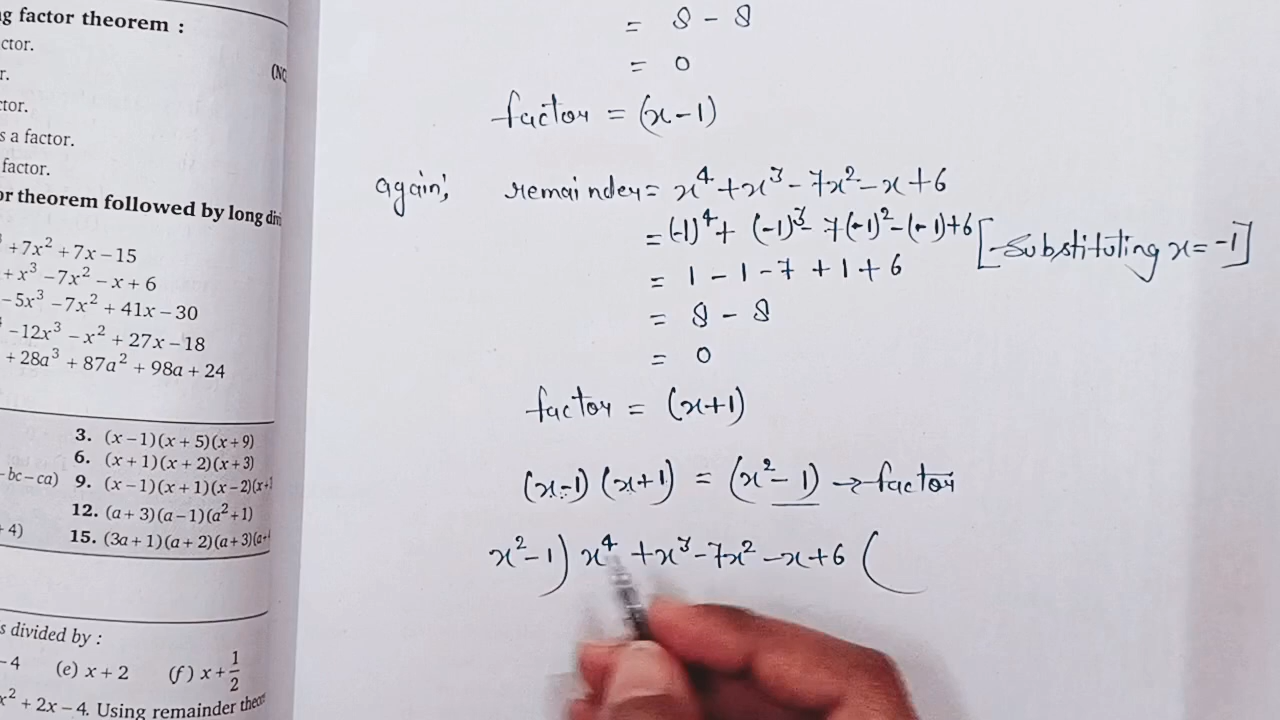 g factor theorem :
ctor.
r.
ctor.
s a factor.
factor.
or theorem followed by long
+7x² + 7x − 15
+ x³ − 7x² − x + 6
− 5x³ − 7x² + 41x − 30
− 12x³ − x² + 27x − 18
+ 28a³ + 87a² + 98a + 24
3. (x − 1)(x + 5)(x + 9)
6. (x + 1)(x + 2)(x + 3)
−bc − ca) 9. (x − 1)(x + 1)(x − 2)(x +
12. (a + 3)(a − 1)(a² + 1)
+ 4) 15. (3a + 1)(a + 2)(a + 3)(a +
s divided by :
− 4 (e) x + 2 (f) x + 1/2
x² + 2x − 4. Using remainder
= 8 − 8
= 0
factor = (x−1)
again, remainder = x⁴ + x³ − 7x² − x + 6
= (−1)⁴ + (−1)³ − 7(−1)² − (−1) + 6 [Substituting x = −1]
= 1 − 1 − 7 + 1 + 6
= 8 − 8
= 0
factor = (x+1)
(x−1) (x+1) = (x² − 1) → factor
x² − 1) x⁴ + x³ − 7x² − x + 6 (